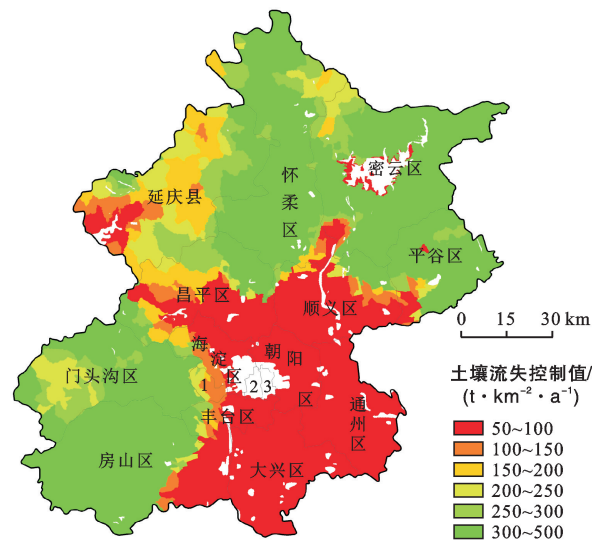 密云区
怀柔区
延庆县
平谷区
昌平区
顺义区
海淀区
朝阳区
门头沟区
1
2 3
丰台区
通州区
房山区
大兴区
0 15 30 km
土壤流失控制值/
(t·km⁻²·a⁻¹)
50~100
100~150
150~200
200~250
250~300
300~500